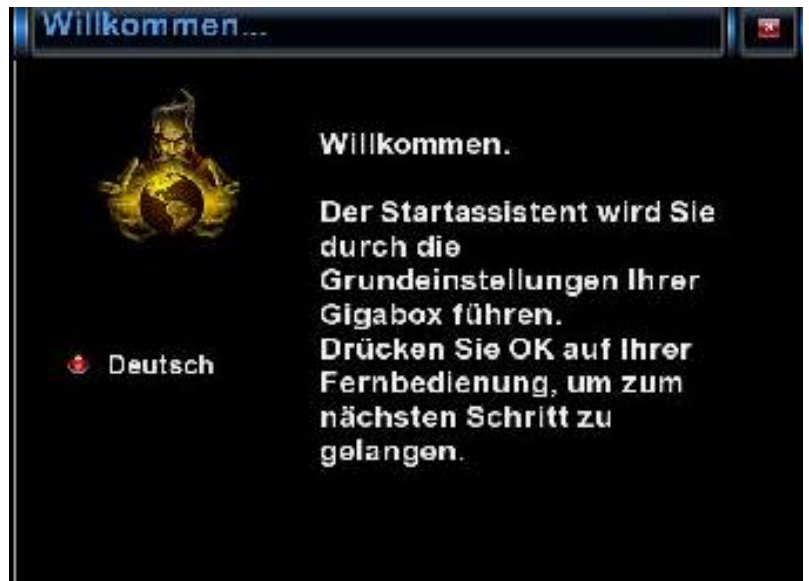 Willkommen...
Willkommen.
Der Startassistent wird Sie
durch die
Grundeinstellungen Ihrer
Gigabox führen.
Drücken Sie OK auf Ihrer
Fernbedienung, um zum
nächsten Schritt zu
gelangen.
Deutsch